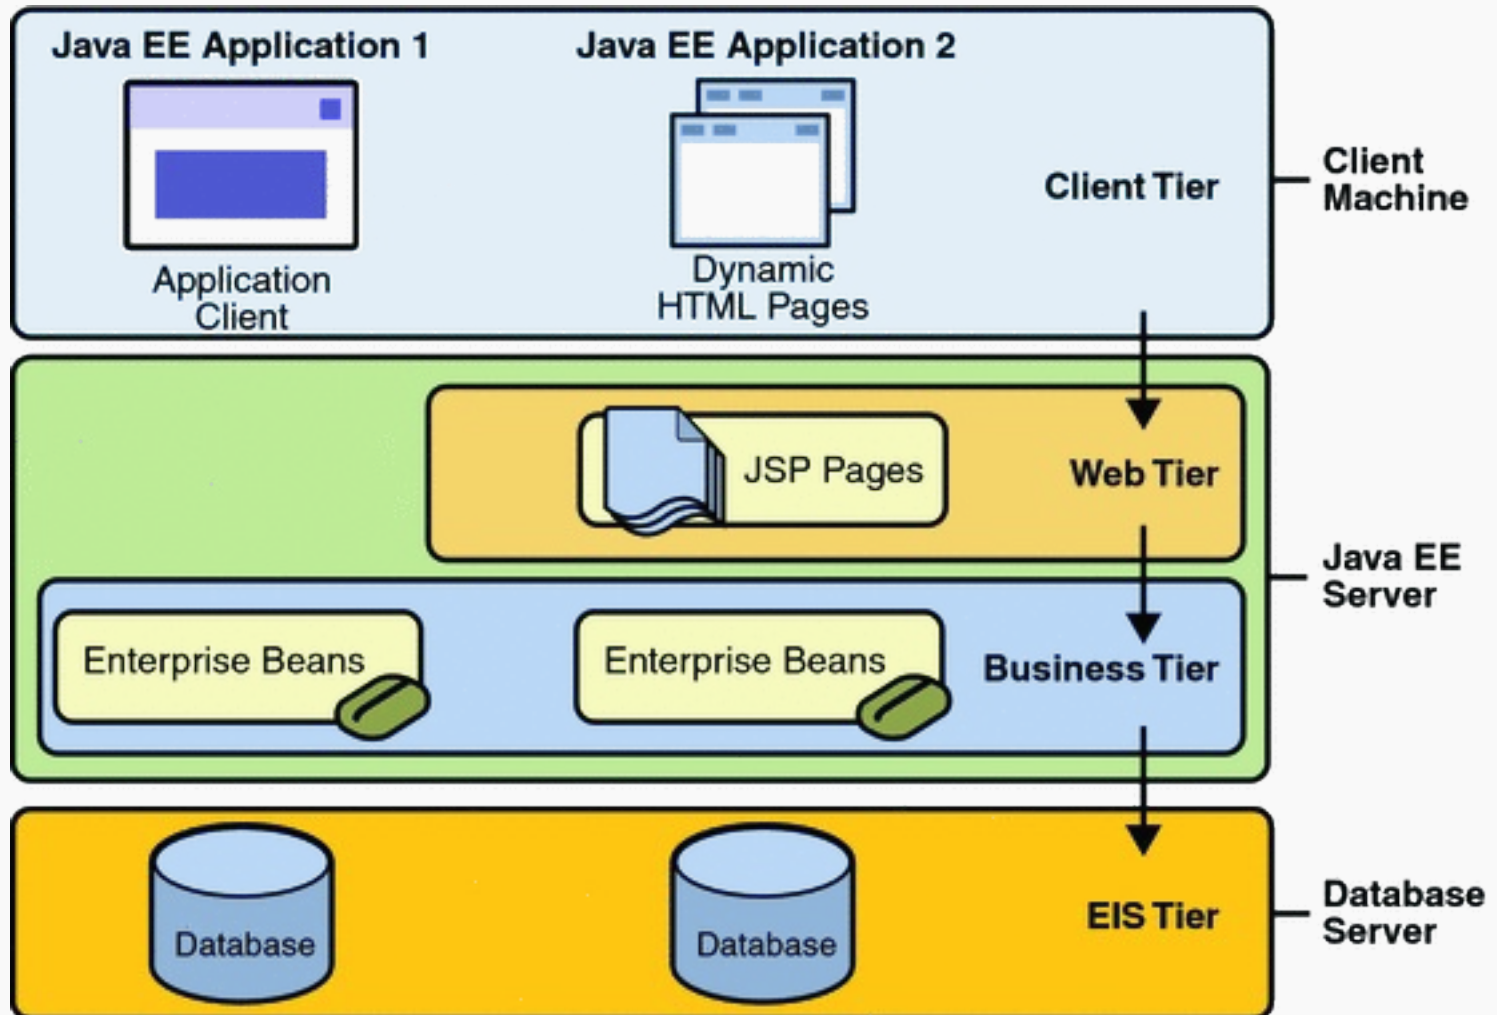 Java EE Application 1
Java EE Application 2
Application
Client
Dynamic
HTML Pages
Client Tier
Client
Machine
JSP Pages
Web Tier
Java EE
Server
Enterprise Beans
Enterprise Beans
Business Tier
Database
Database
EIS Tier
Database
Server